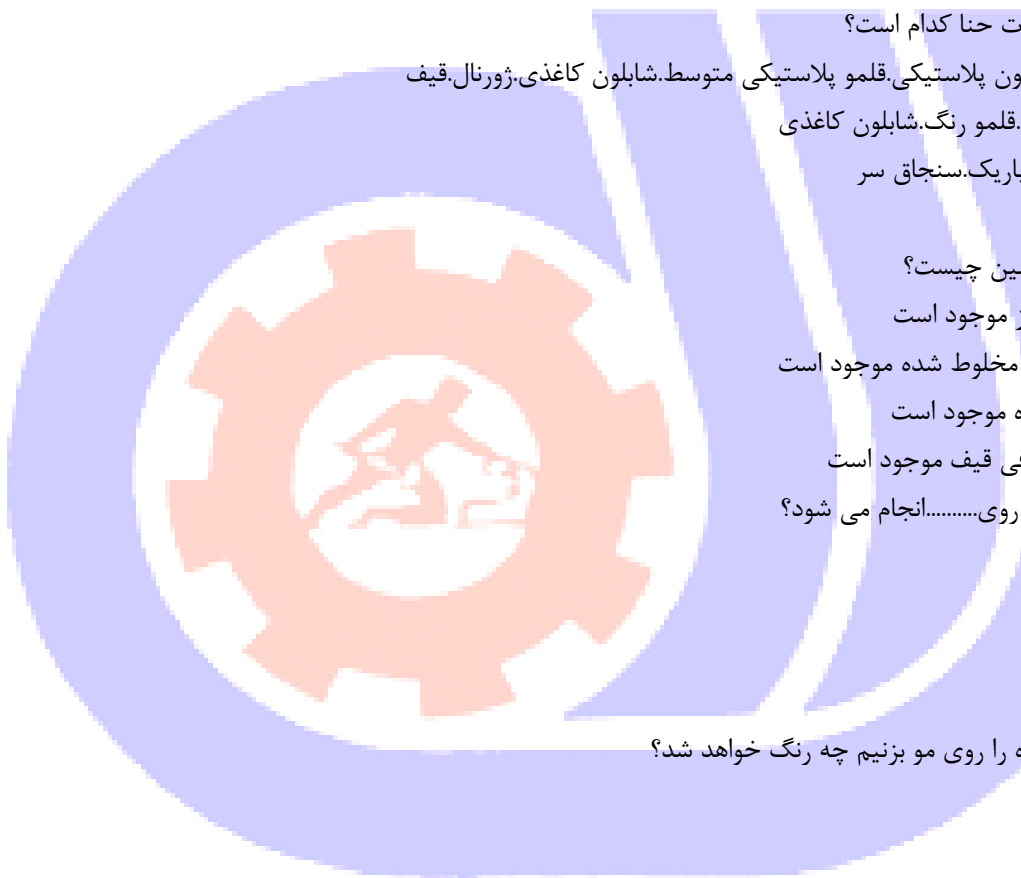 ت حنا کدام است؟
ون پلاستیکی.قلمو پلاستیکی متوسط.شابلون کاغذی.ژورنال.قیف
.قلمو رنگ.شابلون کاغذی
باریک.سنجاق سر
ین چیست؟
ز موجود است
مخلوط شده موجود است
ه موجود است
ی قیف موجود است
روی..........انجام می شود؟
ه را روی مو بزنیم چه رنگ خواهد شد؟